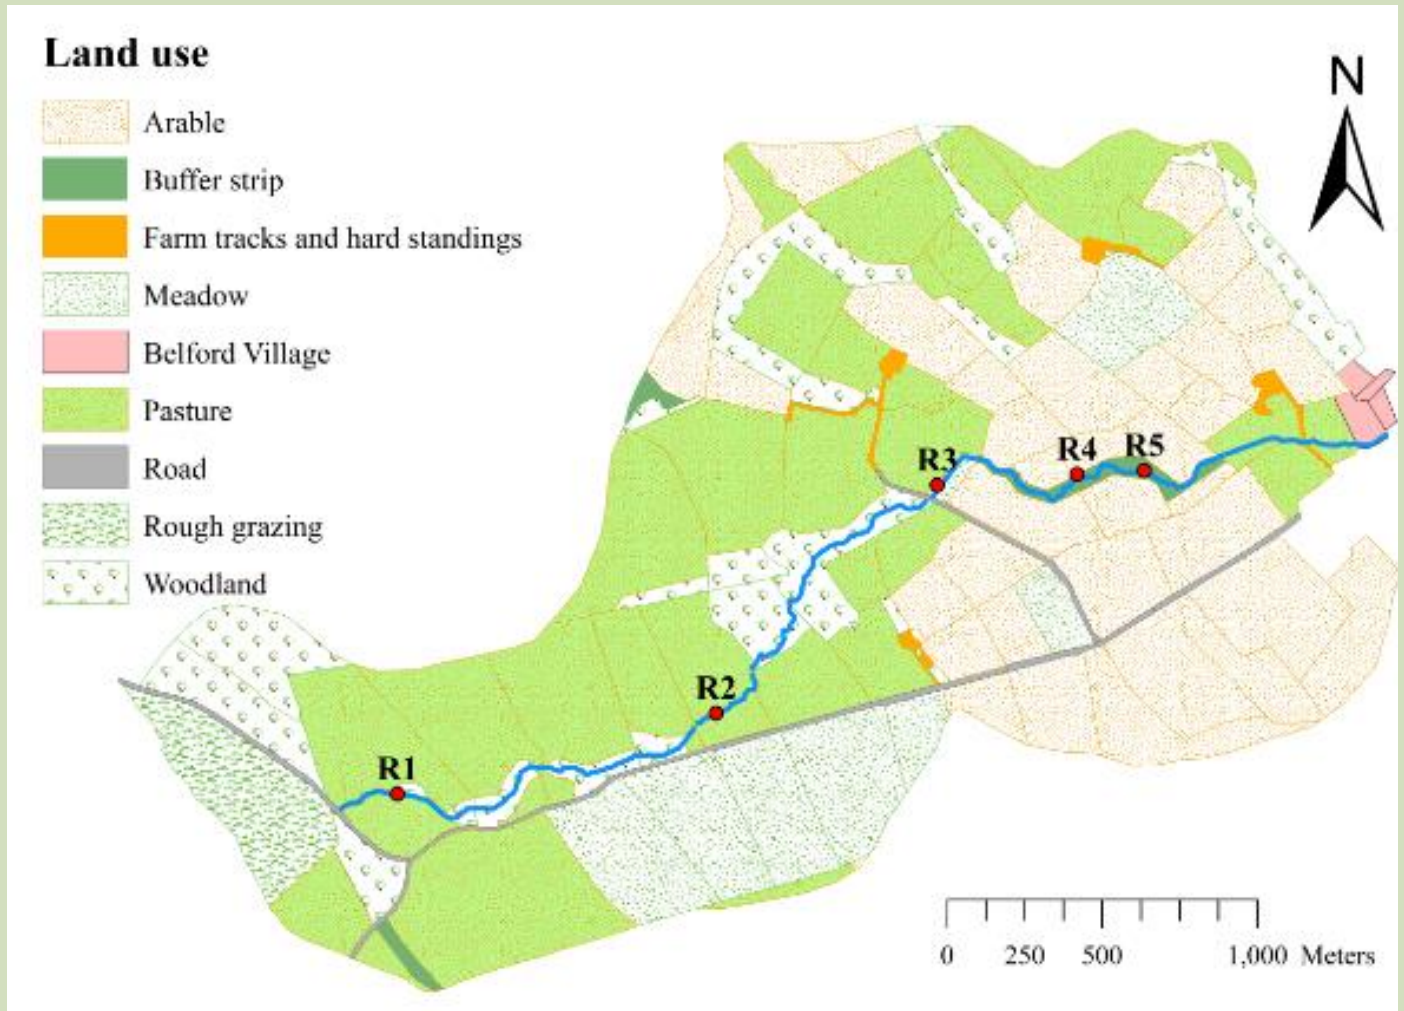 Land use
Arable
Buffer strip
Farm tracks and hard standings
Meadow
Belford Village
Pasture
Road
Rough grazing
Woodland
N
R1
R2
R3
R4
R5
0 250 500 1,000 Meters